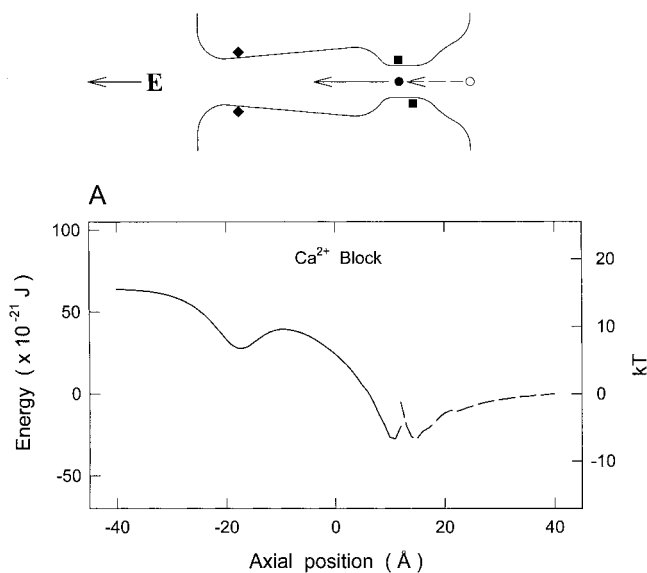 E
A
Ca²⁺ Block
Energy ( x 10⁻²¹ J )
100
50
0
-50
kT
20
10
0
-10
-40 -20 0 20 40
Axial position ( Å )